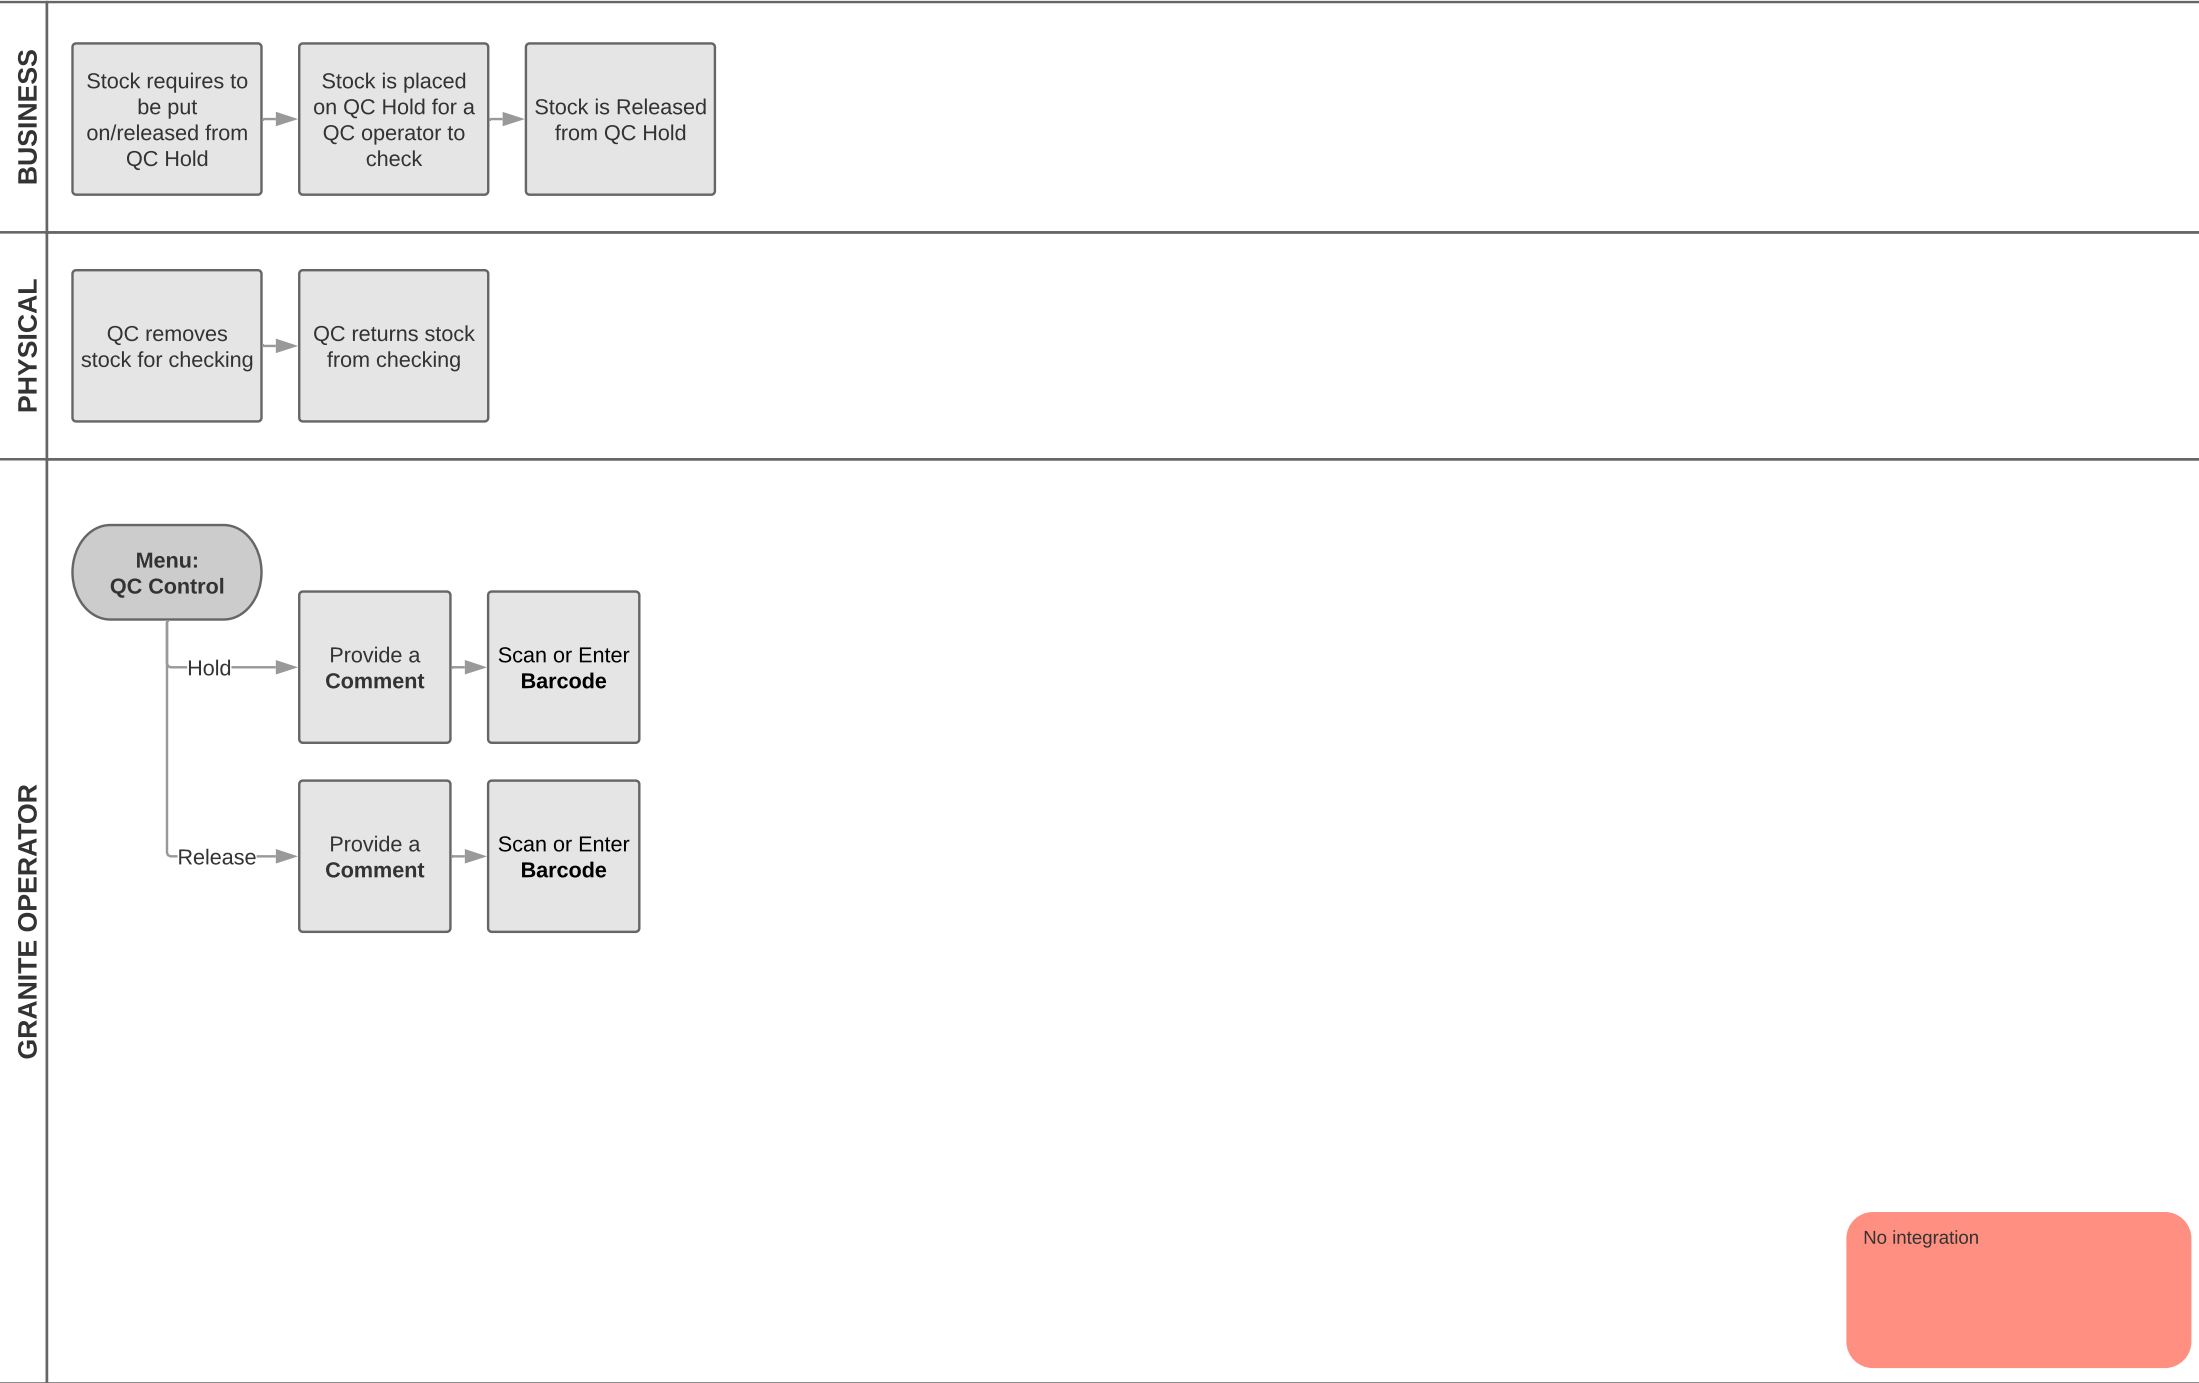 BUSINESS
Stock requires to
be put
on/released from
QC Hold
Stock is placed
on QC Hold for a
QC operator to
check
Stock is Released
from QC Hold
PHYSICAL
QC removes
stock for checking
QC returns stock
from checking
GRANITE OPERATOR
Menu:
QC Control
Hold
Provide a
Comment
Scan or Enter
Barcode
Release
Provide a
Comment
Scan or Enter
Barcode
No integration